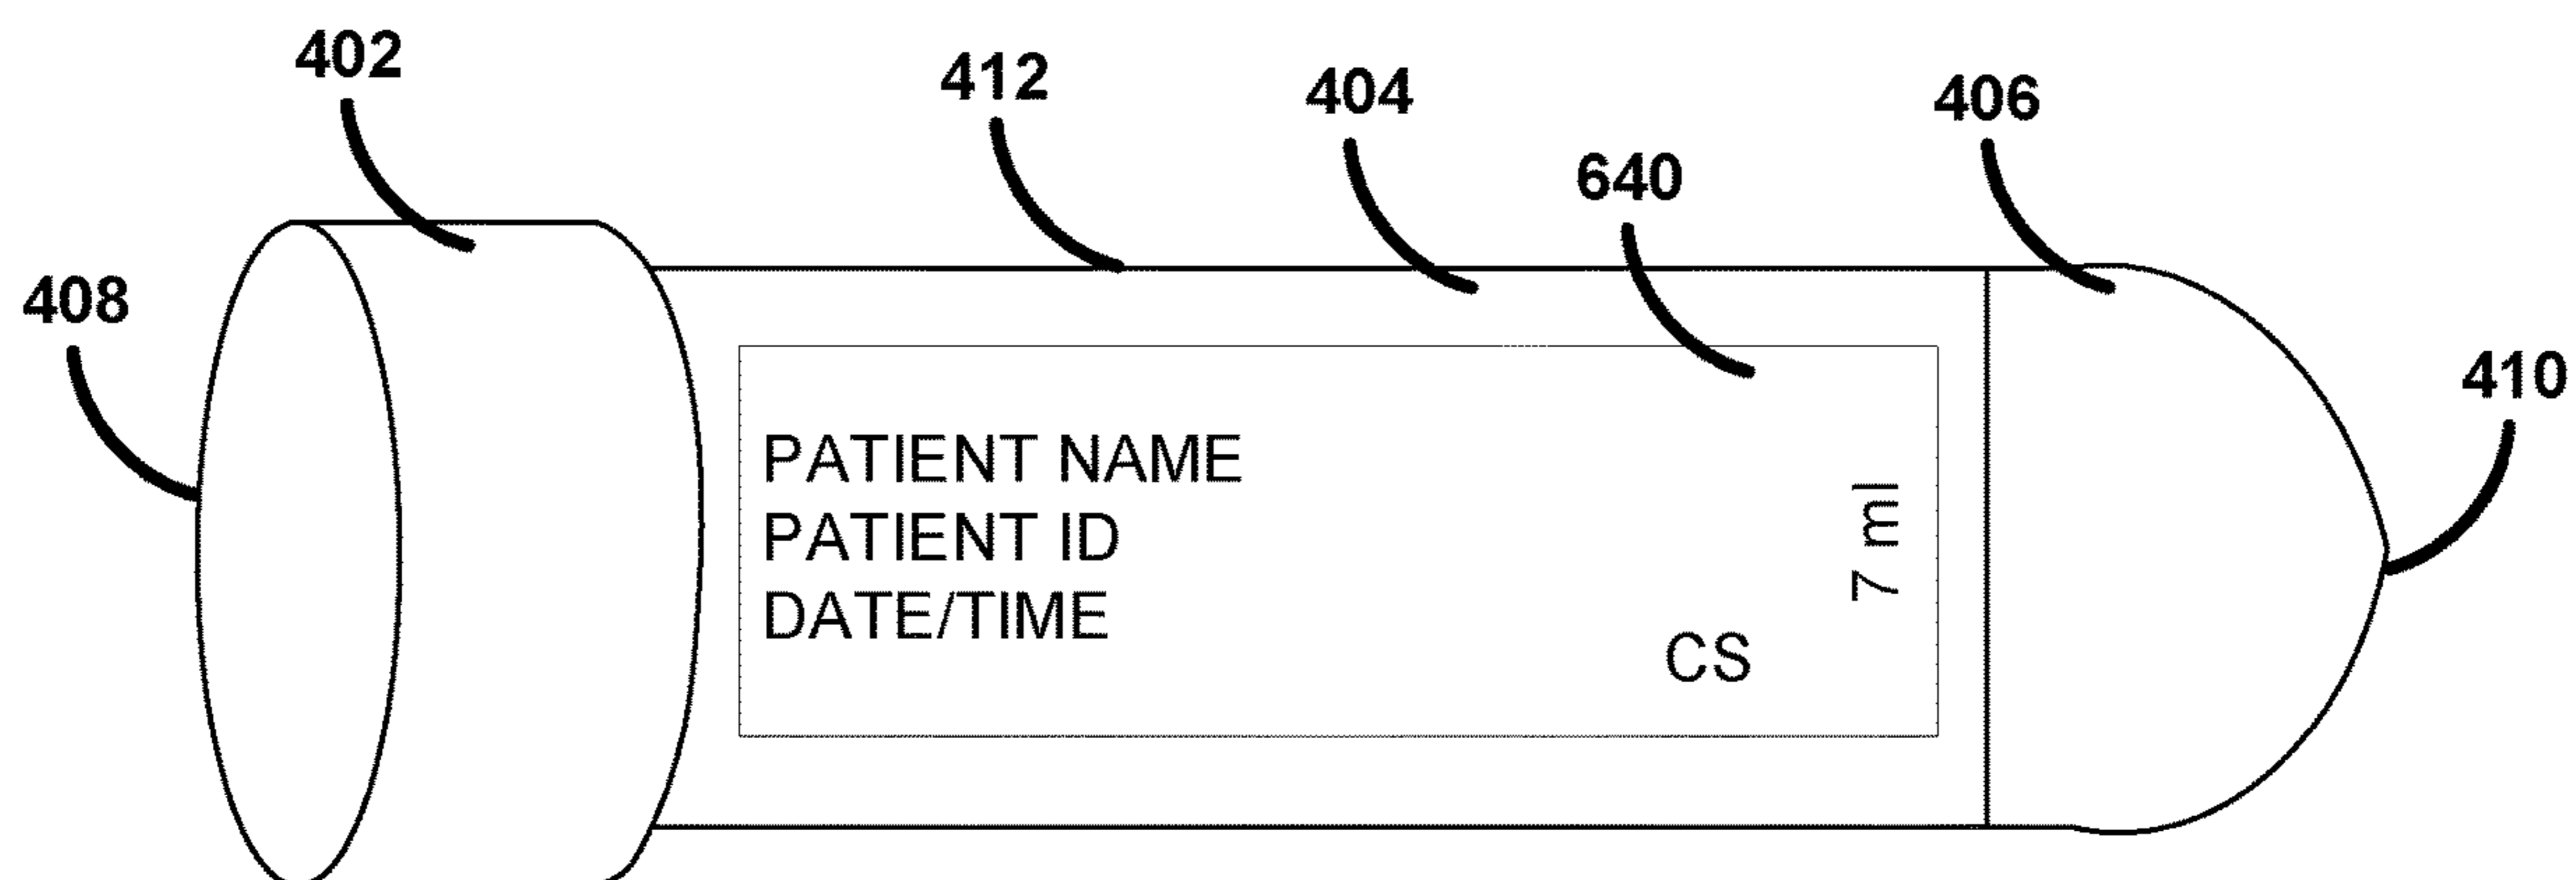 402
412
404
406
640
408
410
PATIENT NAME
PATIENT ID
DATE/TIME
7 ml
CS